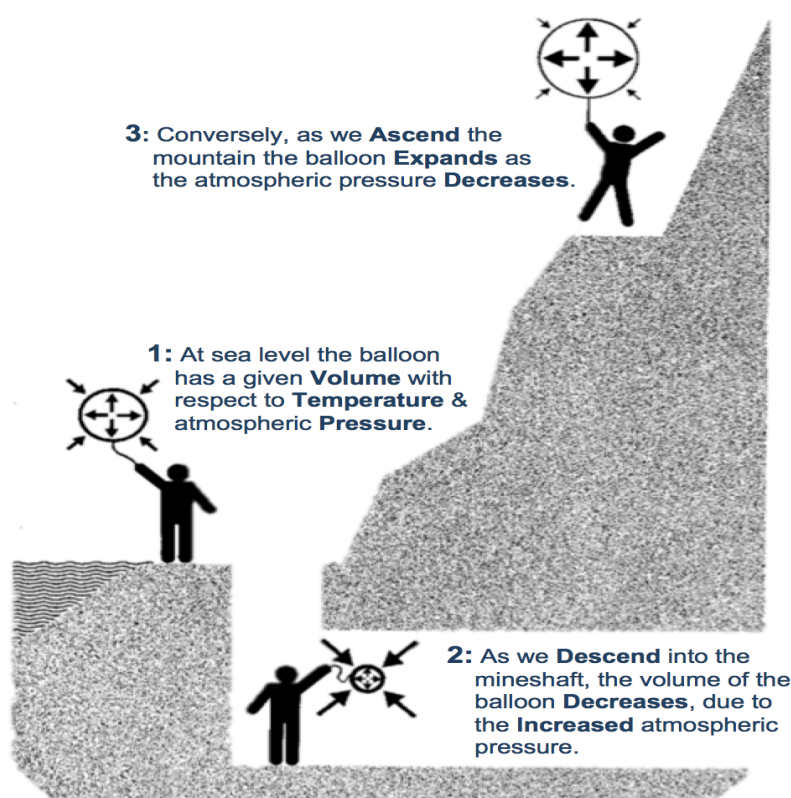 3: Conversely, as we Ascend the
mountain the balloon Expands as
the atmospheric pressure Decreases.
1: At sea level the balloon
has a given Volume with
respect to Temperature &
atmospheric Pressure.
2: As we Descend into the
mineshaft, the volume of the
balloon Decreases, due to
the Increased atmospheric
pressure.